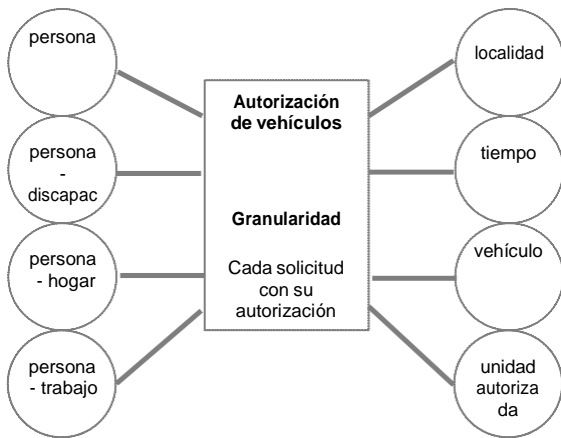 persona
persona
-
discapac
persona
- hogar
persona
- trabajo
Autorización
de vehículos
Granularidad
Cada solicitud
con su
autorización
localidad
tiempo
vehículo
unidad
autoriza
da